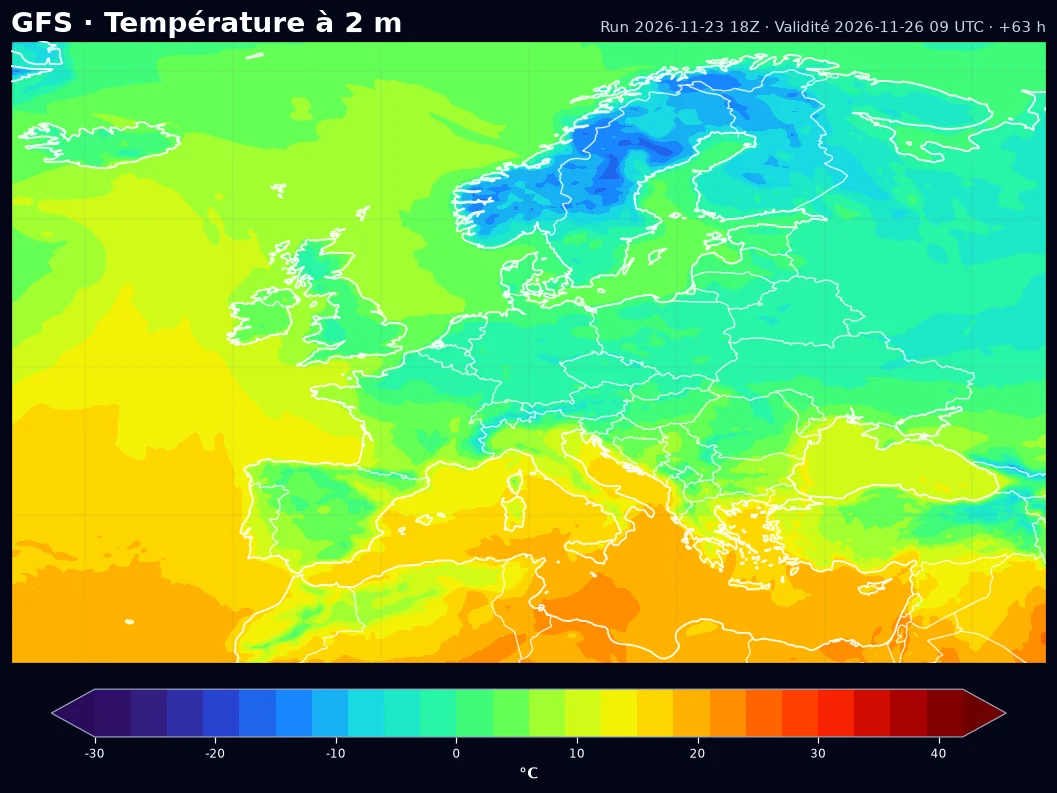 GFS · Température à 2 m
Run 2026-11-23 18Z · Validité 2026-11-26 09 UTC · +63 h
-30 -20 -10 0 10 20 30 40
°C